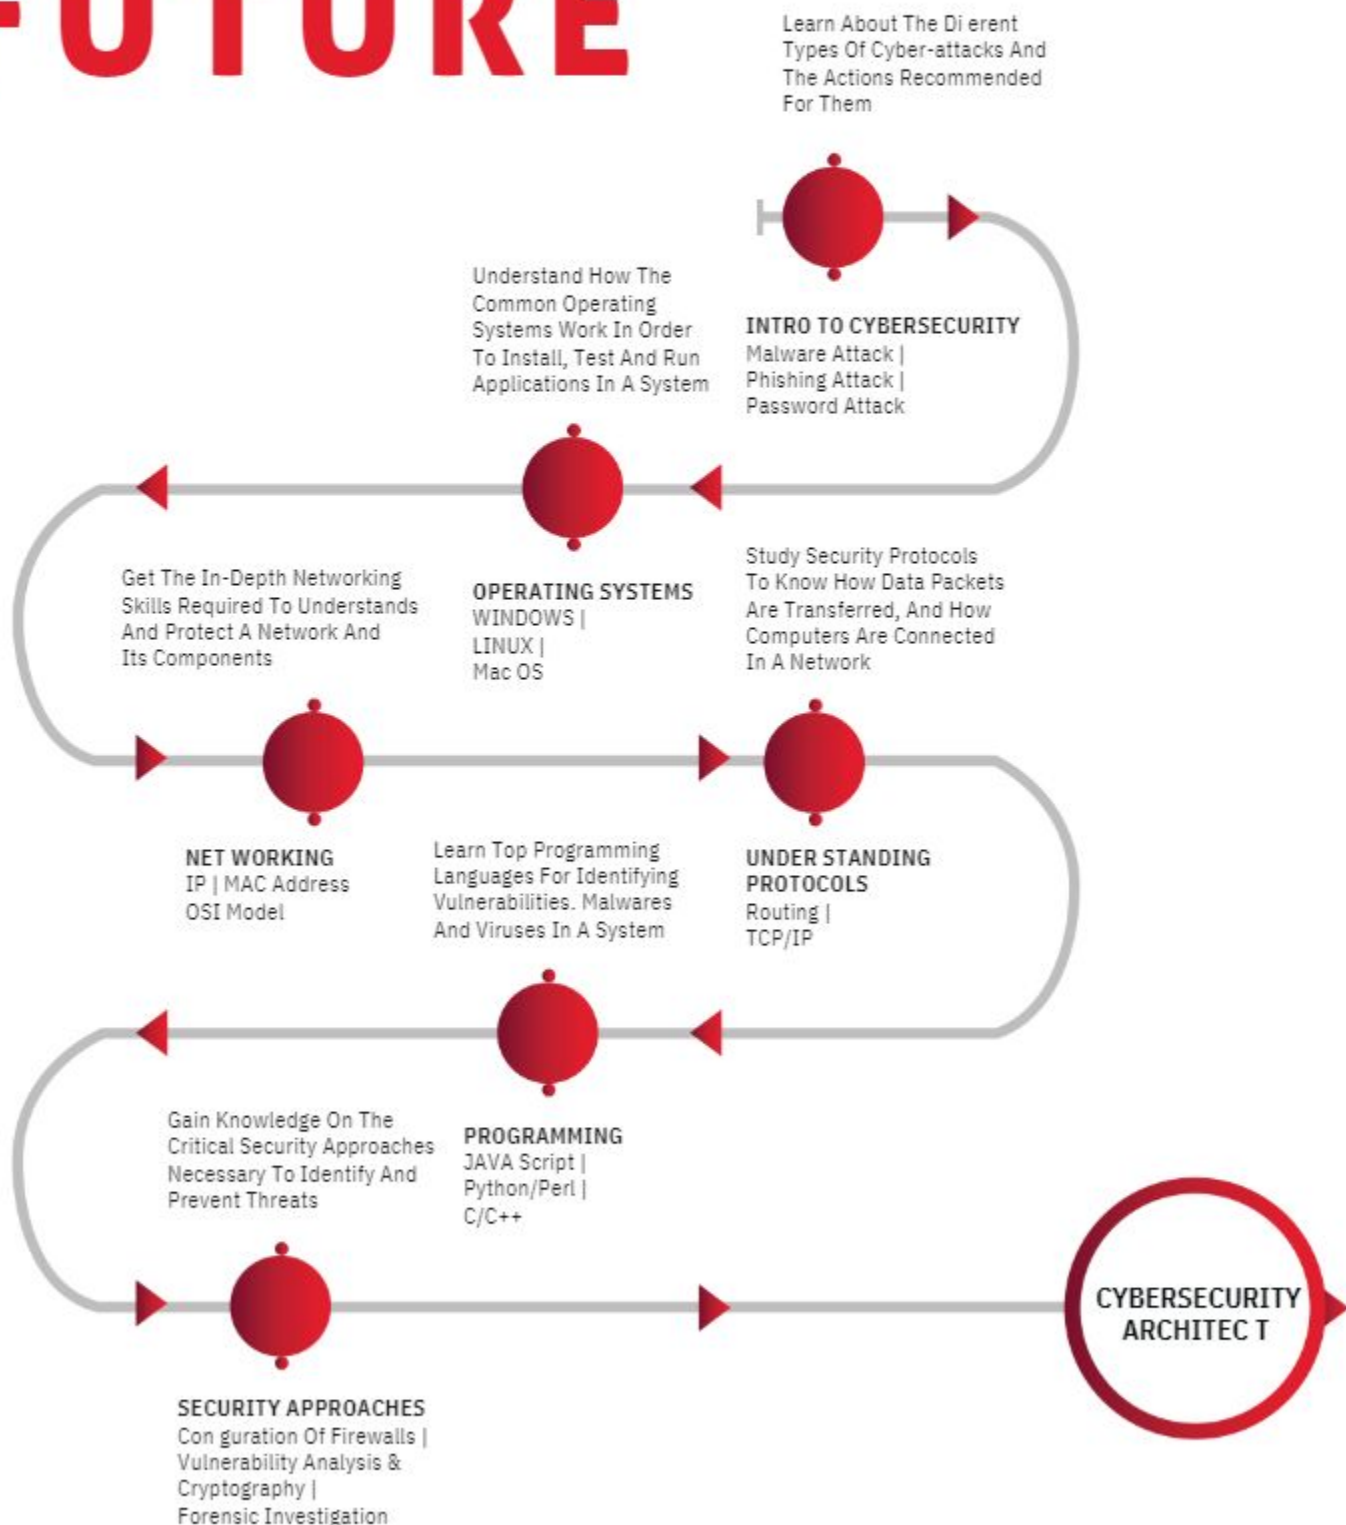 FUTURE
Learn About The Di erent
Types Of Cyber-attacks And
The Actions Recommended
For Them
INTRO TO CYBERSECURITY
Malware Attack |
Phishing Attack |
Password Attack
Understand How The
Common Operating
Systems Work In Order
To Install, Test And Run
Applications In A System
OPERATING SYSTEMS
WINDOWS |
LINUX |
Mac OS
Get The In-Depth Networking
Skills Required To Understands
And Protect A Network And
Its Components
NET WORKING
IP | MAC Address
OSI Model
Study Security Protocols
To Know How Data Packets
Are Transferred, And How
Computers Are Connected
In A Network
UNDER STANDING
PROTOCOLS
Routing |
TCP/IP
Learn Top Programming
Languages For Identifying
Vulnerabilities. Malwares
And Viruses In A System
PROGRAMMING
JAVA Script |
Python/Perl |
C/C++
Gain Knowledge On The
Critical Security Approaches
Necessary To Identify And
Prevent Threats
SECURITY APPROACHES
Con guration Of Firewalls |
Vulnerability Analysis &
Cryptography |
Forensic Investigation
CYBERSECURITY
ARCHITEC T